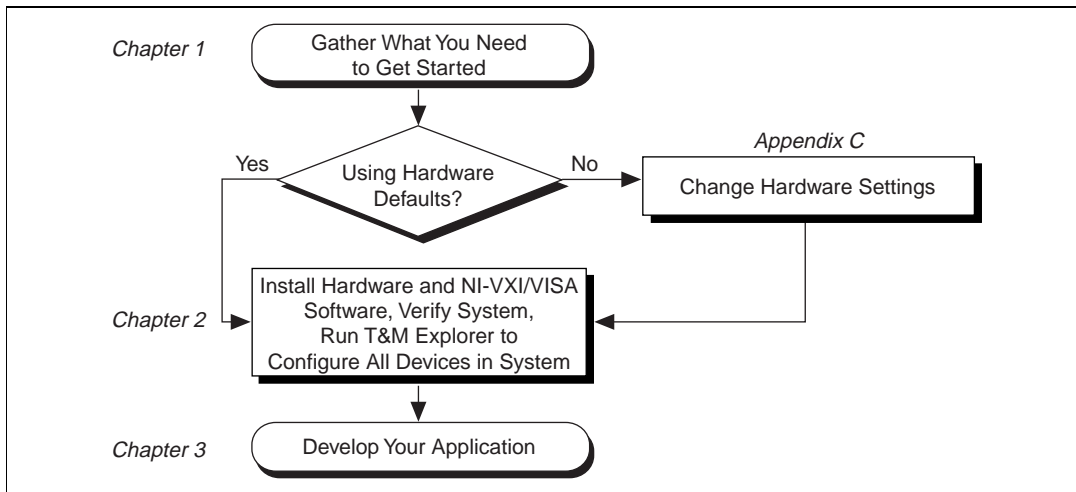 Chapter 1
Gather What You Need
to Get Started
Yes
Using Hardware
Defaults?
No
Appendix C
Change Hardware Settings
Chapter 2
Install Hardware and NI-VXI/VISA
Software, Verify System,
Run T&M Explorer to
Configure All Devices in System
Chapter 3
Develop Your Application